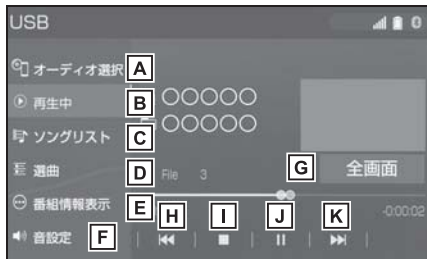 USB
オーディオ選択 A
再生中 B ○○○○○
ソングリスト C ○○○○○
選曲 D File 3 G 全画面
番組情報表示 E -0:00:02
音設定 F H I J K